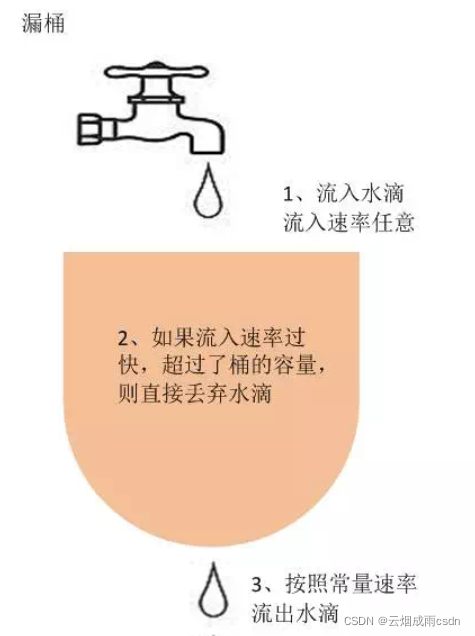 漏桶
1、流入水滴
流入速率任意
2、如果流入速率过
快，超过了桶的容量，
则直接丢弃水滴
3、按照常量速率
流出水滴
CSDN @云烟成雨csdn